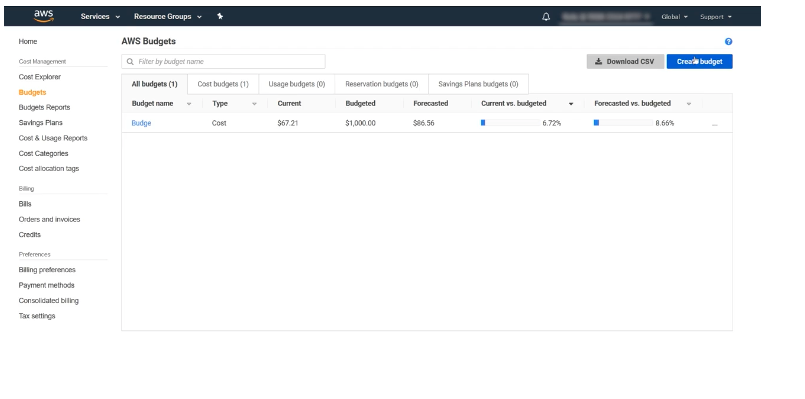 aws Services Resource Groups Global Support
Home
Cost Management
Cost Explorer
Budgets
Budgets Reports
Savings Plans
Cost & Usage Reports
Cost Categories
Cost allocation tags
Billing
Bills
Orders and invoices
Credits
Preferences
Billing preferences
Payment methods
Consolidated billing
Tax settings
AWS Budgets
Filter by budget name Download CSV Create budget
All budgets (1) Cost budgets (1) Usage budgets (0) Reservation budgets (0) Savings Plans budgets (0)
Budget name Type Current Budgeted Forecasted Current vs. budgeted Forecasted vs. budgeted
Budge Cost $67.21 $1,000.00 $86.56 6.72% 8.66% ...